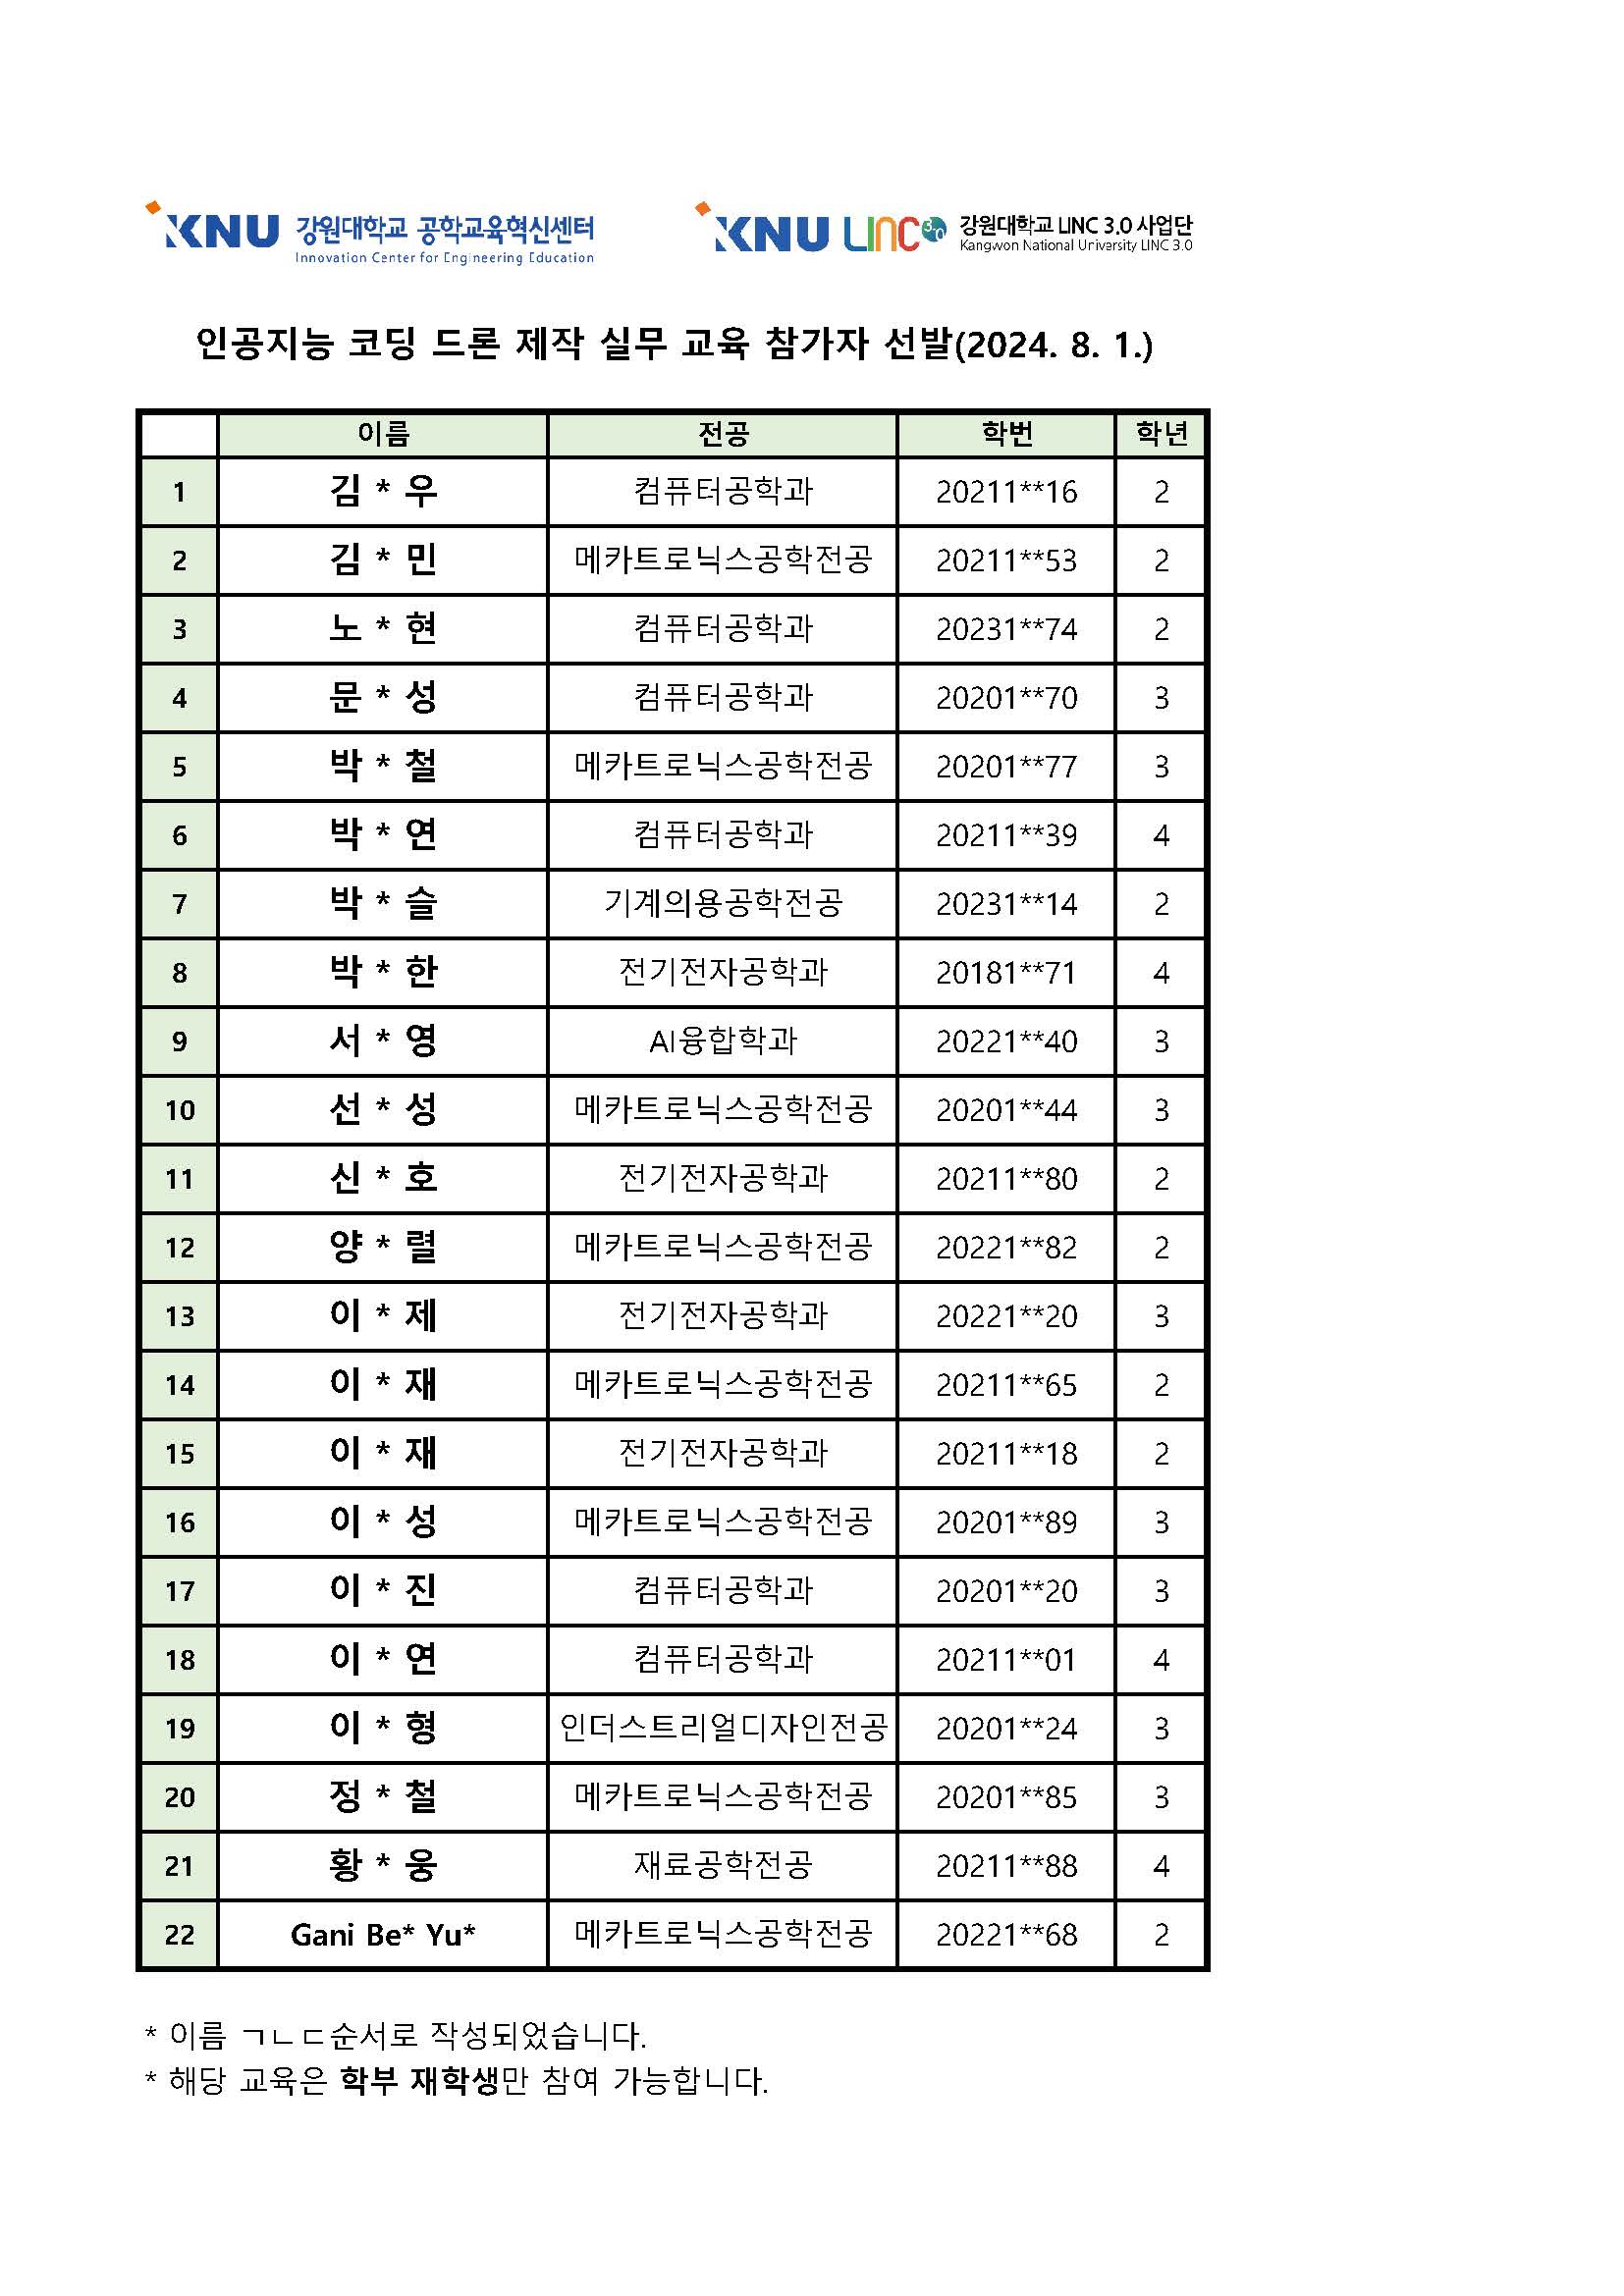 KNU 강원대학교 공학교육혁신센터
Innovation Center for Engineering Education
KNU LINC 3.0 강원대학교 LINC 3.0 사업단
Kangwon National University LINC 3.0
인공지능 코딩 드론 제작 실무 교육 참가자 선발(2024. 8. 1.)
이름 전공 학번 학년
1 김 * 우 컴퓨터공학과 20211**16 2
2 김 * 민 메카트로닉스공학전공 20211**53 2
3 노 * 현 컴퓨터공학과 20231**74 2
4 문 * 성 컴퓨터공학과 20201**70 3
5 박 * 철 메카트로닉스공학전공 20201**77 3
6 박 * 연 컴퓨터공학과 20211**39 4
7 박 * 슬 기계의용공학전공 20231**14 2
8 박 * 한 전기전자공학과 20181**71 4
9 서 * 영 AI융합학과 20221**40 3
10 선 * 성 메카트로닉스공학전공 20201**44 3
11 신 * 호 전기전자공학과 20211**80 2
12 양 * 렬 메카트로닉스공학전공 20221**82 2
13 이 * 제 전기전자공학과 20221**20 3
14 이 * 재 메카트로닉스공학전공 20211**65 2
15 이 * 재 전기전자공학과 20211**18 2
16 이 * 성 메카트로닉스공학전공 20201**89 3
17 이 * 진 컴퓨터공학과 20201**20 3
18 이 * 연 컴퓨터공학과 20211**01 4
19 이 * 형 인더스트리얼디자인전공 20201**24 3
20 정 * 철 메카트로닉스공학전공 20201**85 3
21 황 * 웅 재료공학전공 20211**88 4
22 Gani Be* Yu* 메카트로닉스공학전공 20221**68 2
* 이름 ㄱㄴㄷ순서로 작성되었습니다.
* 해당 교육은 학부 재학생만 참여 가능합니다.